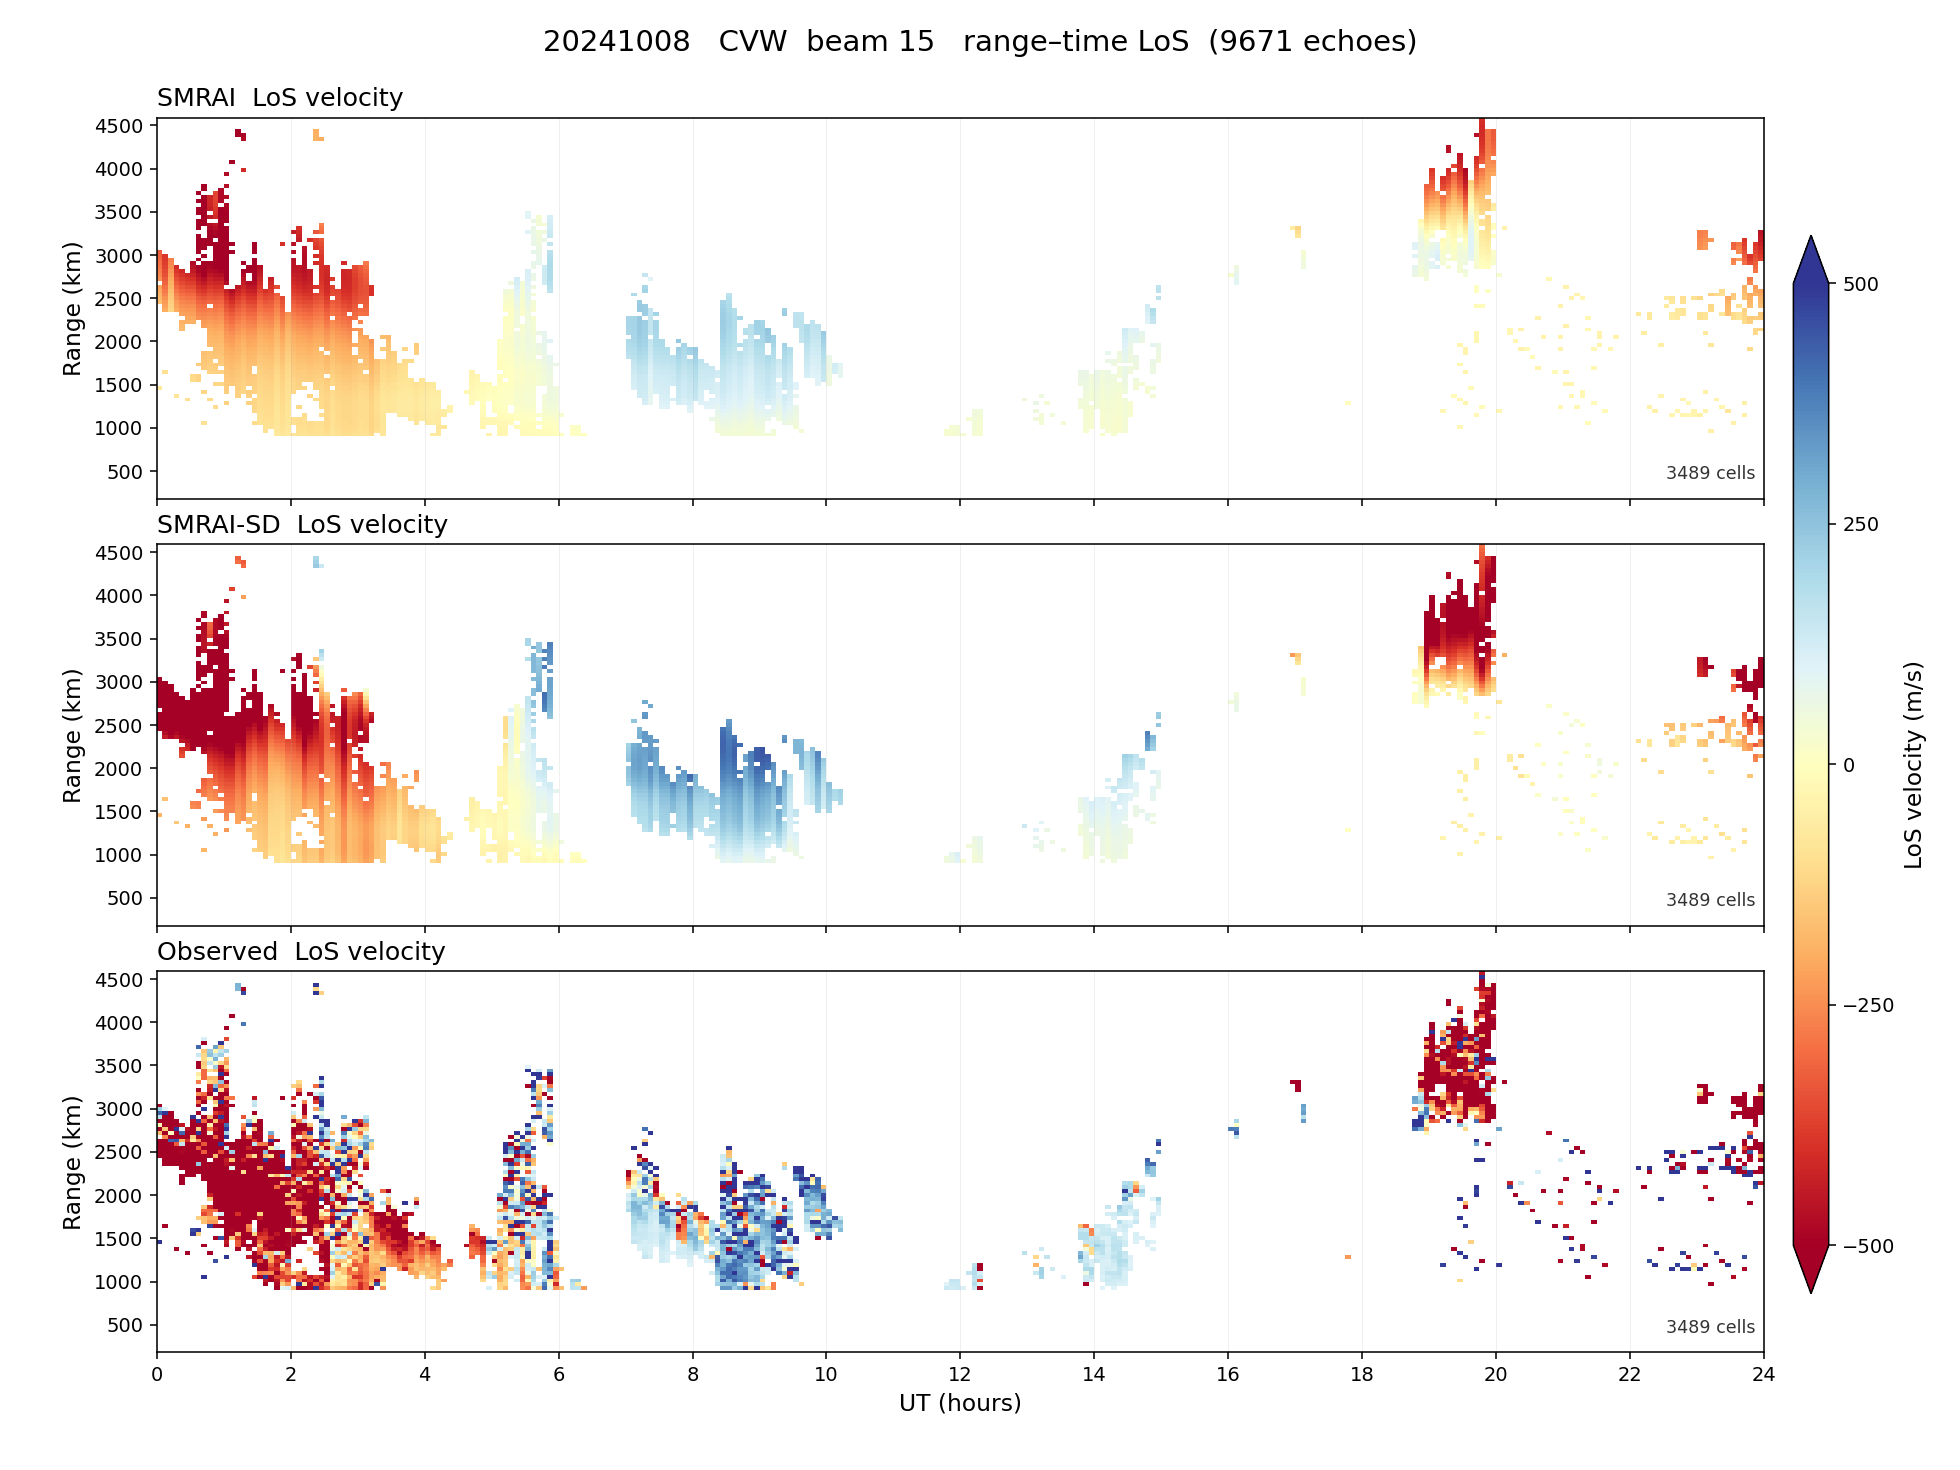 20241008   CVW  beam 15   range–time LoS  (9671 echoes)
SMRAI  LoS velocity
4500
4000
3500
3000
2500
2000
1500
1000
500
Range (km)
3489 cells
SMRAI-SD  LoS velocity
4500
4000
3500
3000
2500
2000
1500
1000
500
Range (km)
3489 cells
Observed  LoS velocity
4500
4000
3500
3000
2500
2000
1500
1000
500
Range (km)
3489 cells
0 2 4 6 8 10 12 14 16 18 20 22 24
UT (hours)
500
250
0
−250
−500
LoS velocity (m/s)